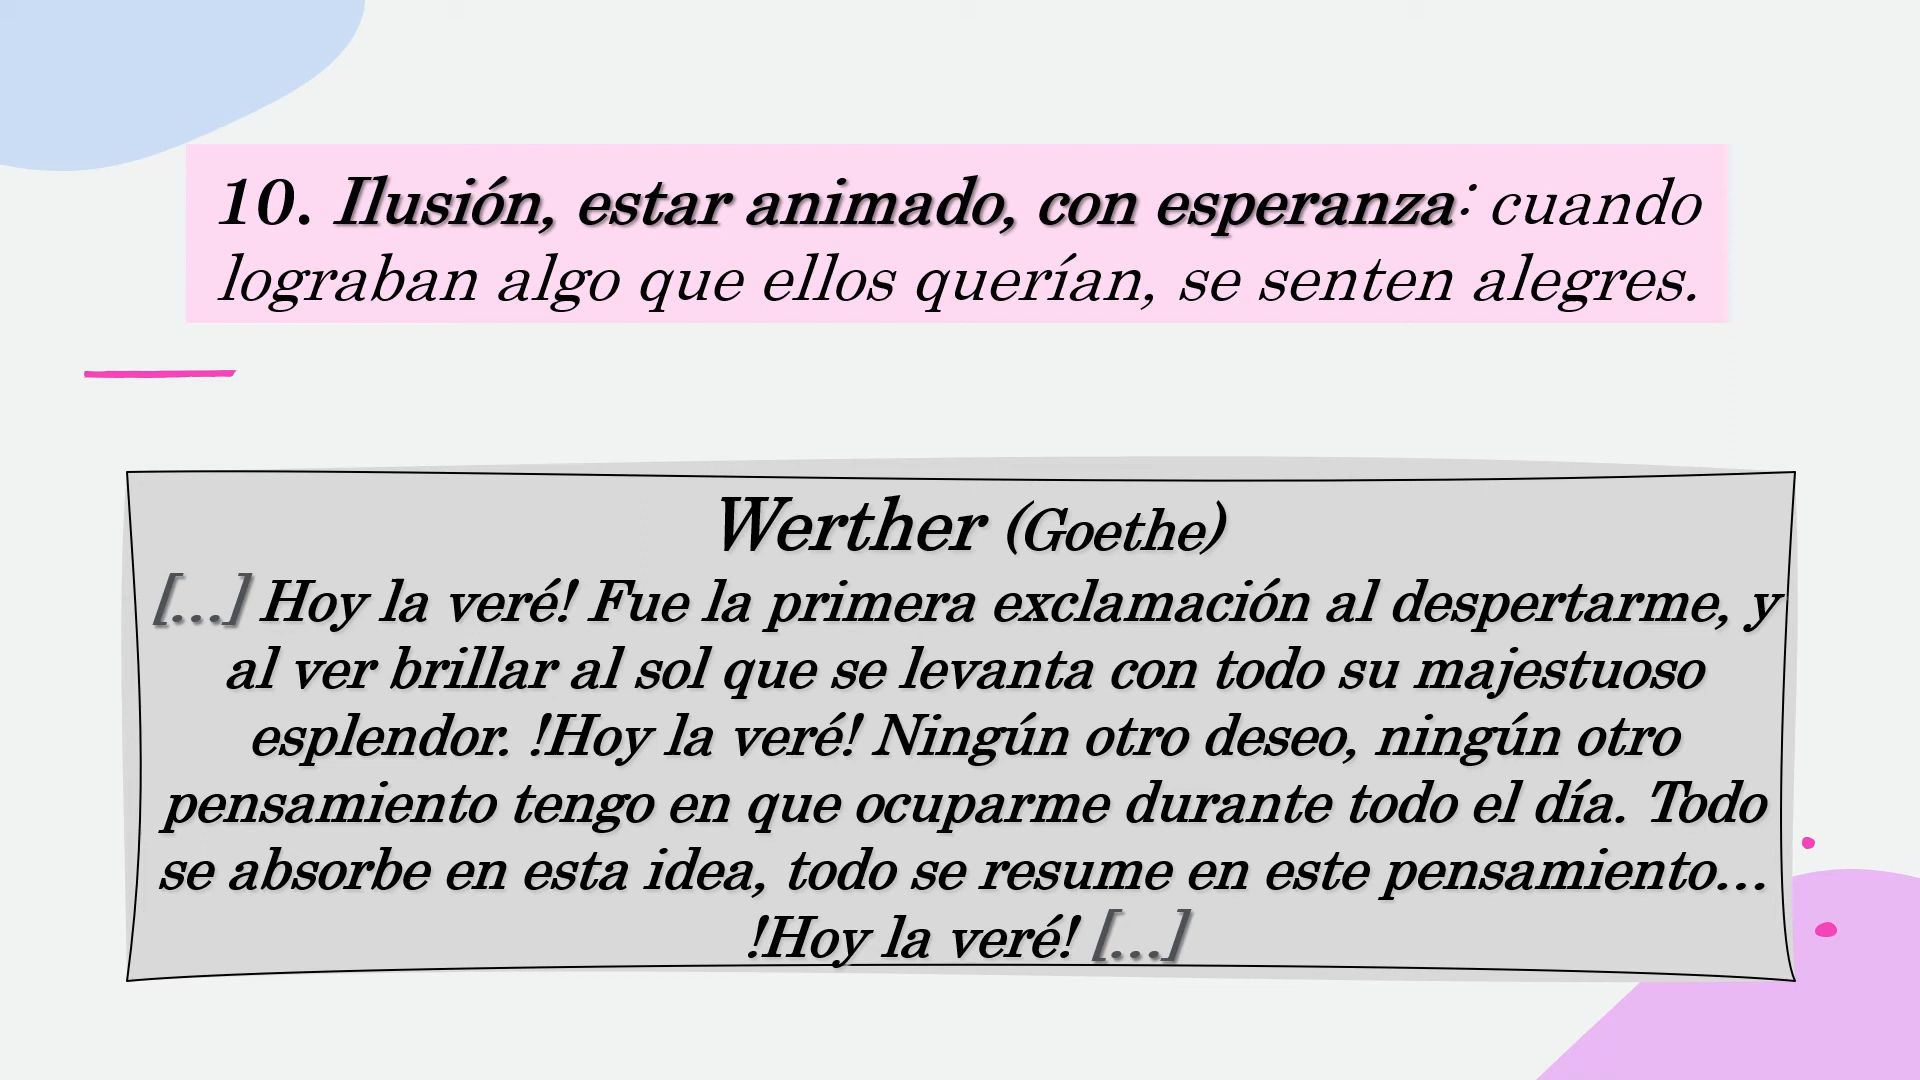 10. Ilusión, estar animado, con esperanza: cuando
lograban algo que ellos querían, se senten alegres.
Werther (Goethe)
[...] Hoy la veré! Fue la primera exclamación al despertarme, y
al ver brillar al sol que se levanta con todo su majestuoso
esplendor. !Hoy la veré! Ningún otro deseo, ningún otro
pensamiento tengo en que ocuparme durante todo el día. Todo
se absorbe en esta idea, todo se resume en este pensamiento...
!Hoy la veré! [...]